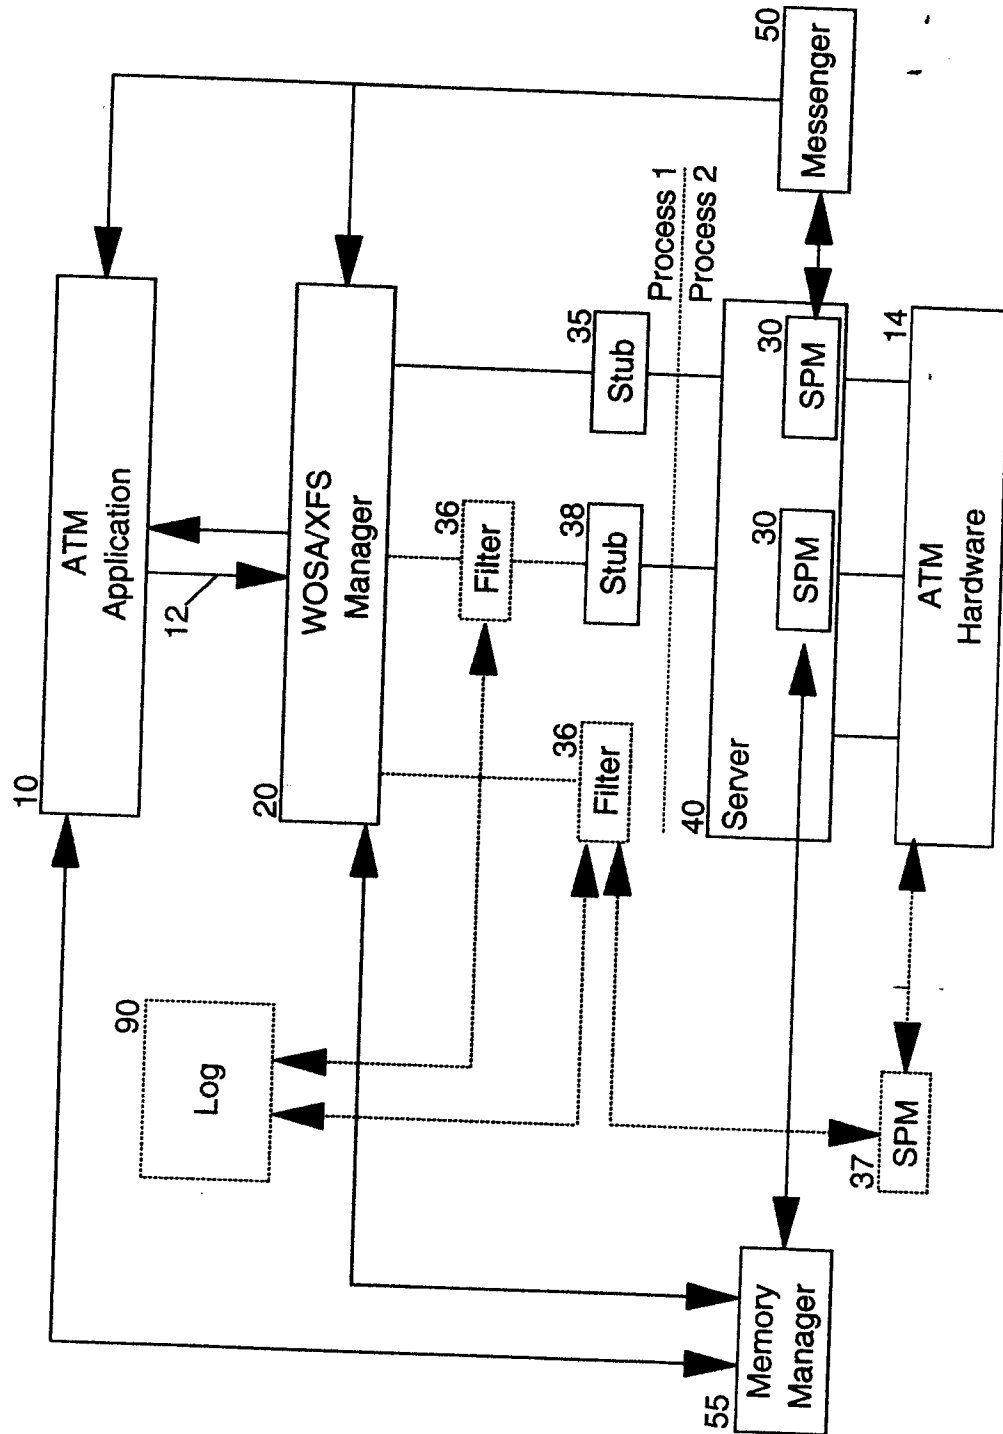 10
ATM
Application
12
20
WOSA/XFS
Manager
90
Log
36
Filter
36
Filter
38
Stub
35
Stub
Process 1
Process 2
40
Server
30
SPM
30
SPM
50
Messenger
14
ATM
Hardware
37
SPM
55
Memory
Manager